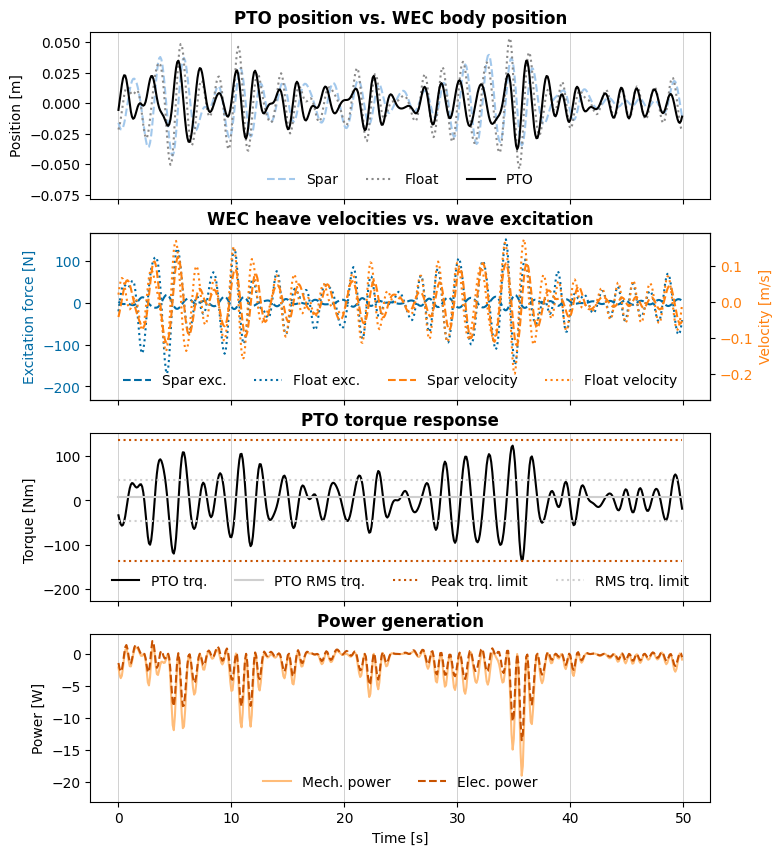 PTO position vs. WEC body position
0.050
0.025
0.000
−0.025
−0.050
−0.075
Position [m]
Spar Float PTO
WEC heave velocities vs. wave excitation
100
0
−100
−200
Excitation force [N]
0.1
0.0
−0.1
−0.2
Velocity [m/s]
Spar exc. Float exc. Spar velocity Float velocity
PTO torque response
100
0
−100
−200
Torque [Nm]
PTO trq. PTO RMS trq. Peak trq. limit RMS trq. limit
Power generation
0
−5
−10
−15
−20
Power [W]
Mech. power Elec. power
0 10 20 30 40 50
Time [s]